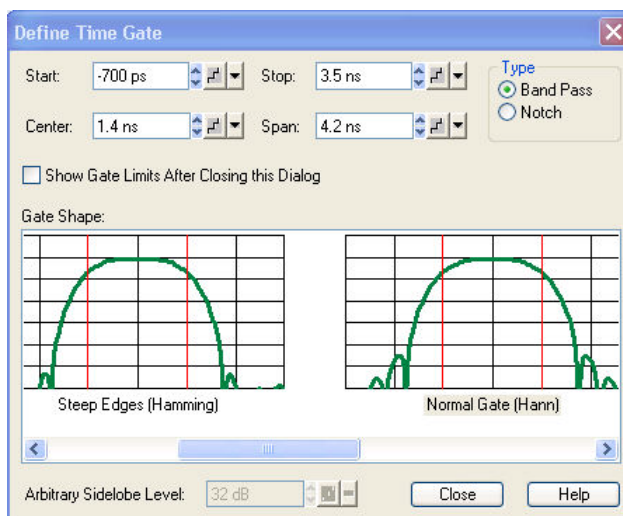 Define Time Gate
Start: -700 ps Stop: 3.5 ns
Type
Band Pass
Notch
Center: 1.4 ns Span: 4.2 ns
Show Gate Limits After Closing this Dialog
Gate Shape:
Steep Edges (Hamming) Normal Gate (Hann)
Arbitrary Sidelobe Level: 32 dB Close Help